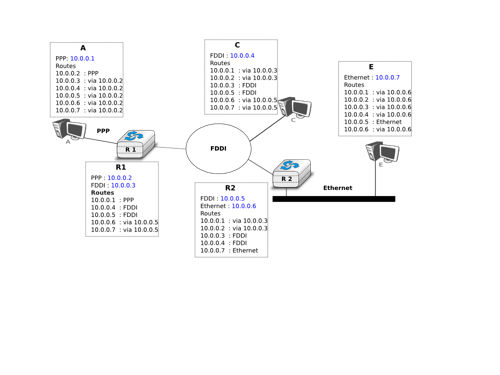 A
PPP: 10.0.0.1
Routes
10.0.0.2 : PPP
10.0.0.3 : via 10.0.0.2
10.0.0.4 : via 10.0.0.2
10.0.0.5 : via 10.0.0.2
10.0.0.6 : via 10.0.0.2
10.0.0.7 : via 10.0.0.2
C
FDDI : 10.0.0.4
Routes
10.0.0.1 : via 10.0.0.3
10.0.0.2 : via 10.0.0.3
10.0.0.3 : FDDI
10.0.0.5 : FDDI
10.0.0.6 : via 10.0.0.5
10.0.0.7 : via 10.0.0.5
E
Ethernet : 10.0.0.7
Routes
10.0.0.1 : via 10.0.0.6
10.0.0.2 : via 10.0.0.6
10.0.0.3 : via 10.0.0.6
10.0.0.4 : via 10.0.0.6
10.0.0.5 : Ethernet
10.0.0.6 : via 10.0.0.6
A
PPP
R 1
FDDI
C
R 2
E
Ethernet
R1
PPP : 10.0.0.2
FDDI : 10.0.0.3
Routes
10.0.0.1 : PPP
10.0.0.4 : FDDI
10.0.0.5 : FDDI
10.0.0.6 : via 10.0.0.5
10.0.0.7 : via 10.0.0.5
R2
FDDI : 10.0.0.5
Ethernet : 10.0.0.6
Routes
10.0.0.1 : via 10.0.0.3
10.0.0.2 : via 10.0.0.3
10.0.0.3 : FDDI
10.0.0.4 : FDDI
10.0.0.7 : Ethernet